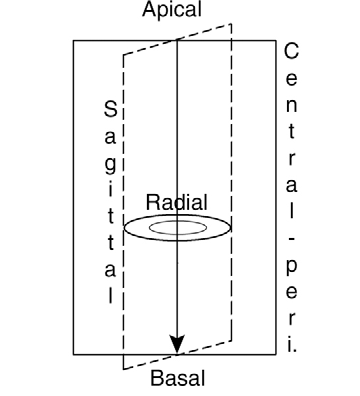 Apical
Sagittal
Central-peri.
Radial
Basal